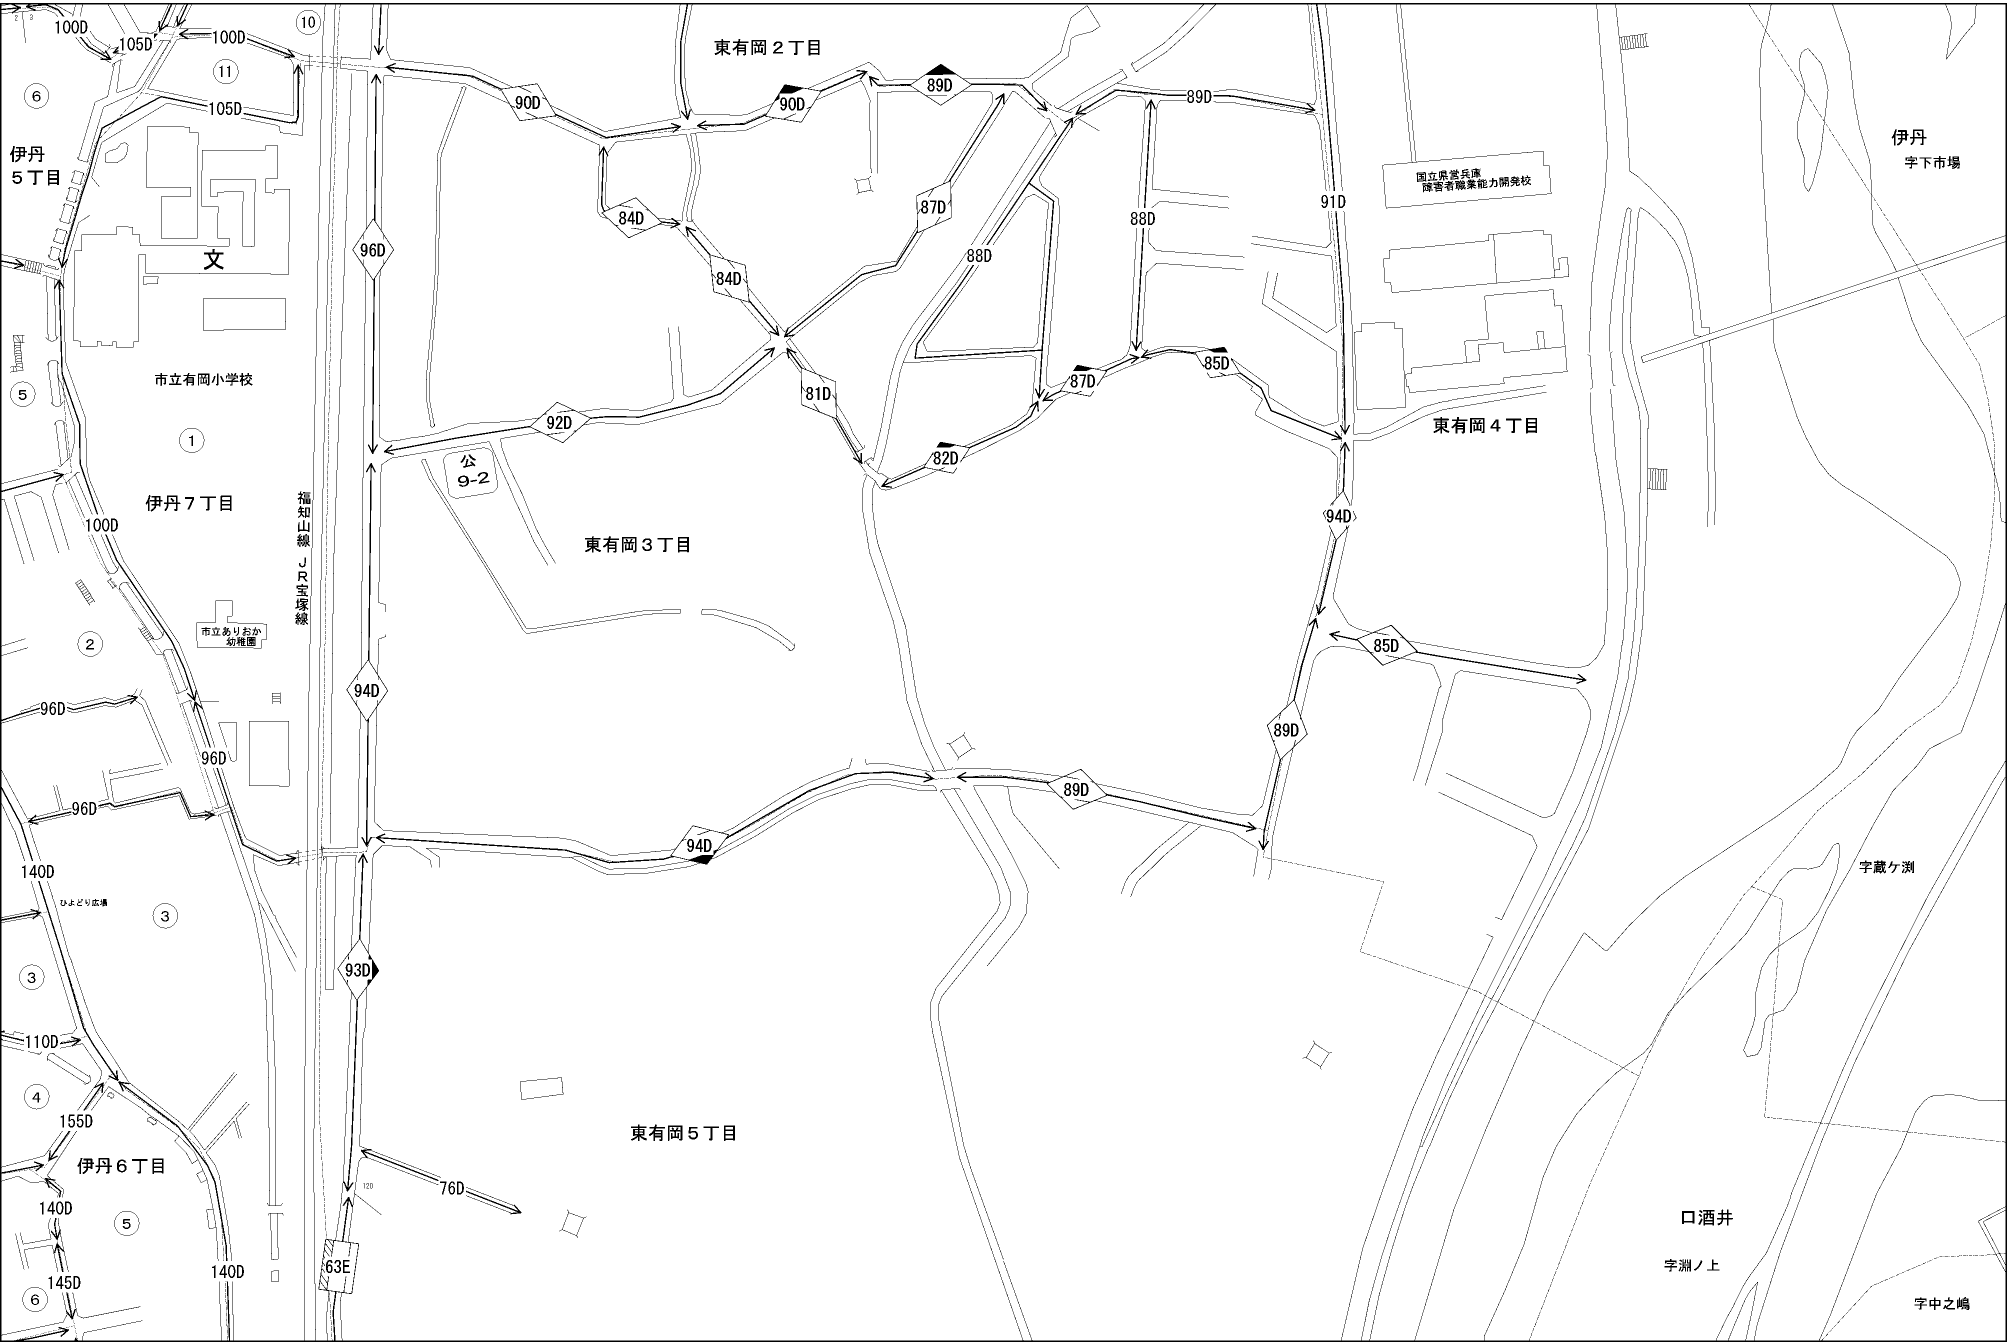 ⑩
2 3
100D
105D
100D
⑪
⑥
105D
東有岡2丁目
90D
90D
89D
89D
伊丹
字下市場
伊丹
5丁目
国立県営兵庫
障害者職業能力開発校
91D
84D
87D
88D
96D
88D
文
84D
85D
市立有岡小学校
⑤
81D
87D
92D
東有岡4丁目
①
公
9-2
82D
伊丹7丁目
100D
福知山線 JR宝塚線
東有岡3丁目
94D
市立ありおか
幼稚園
②
85D
94D
96D
89D
96D
89D
96D
94D
140D
ひよどり広場
③
字蔵ケ渕
③
93D
110D
④
155D
東有岡5丁目
伊丹6丁目
76D
120
140D
⑤
口酒井
63E
140D
字淵ノ上
145D
⑥
字中之嶋